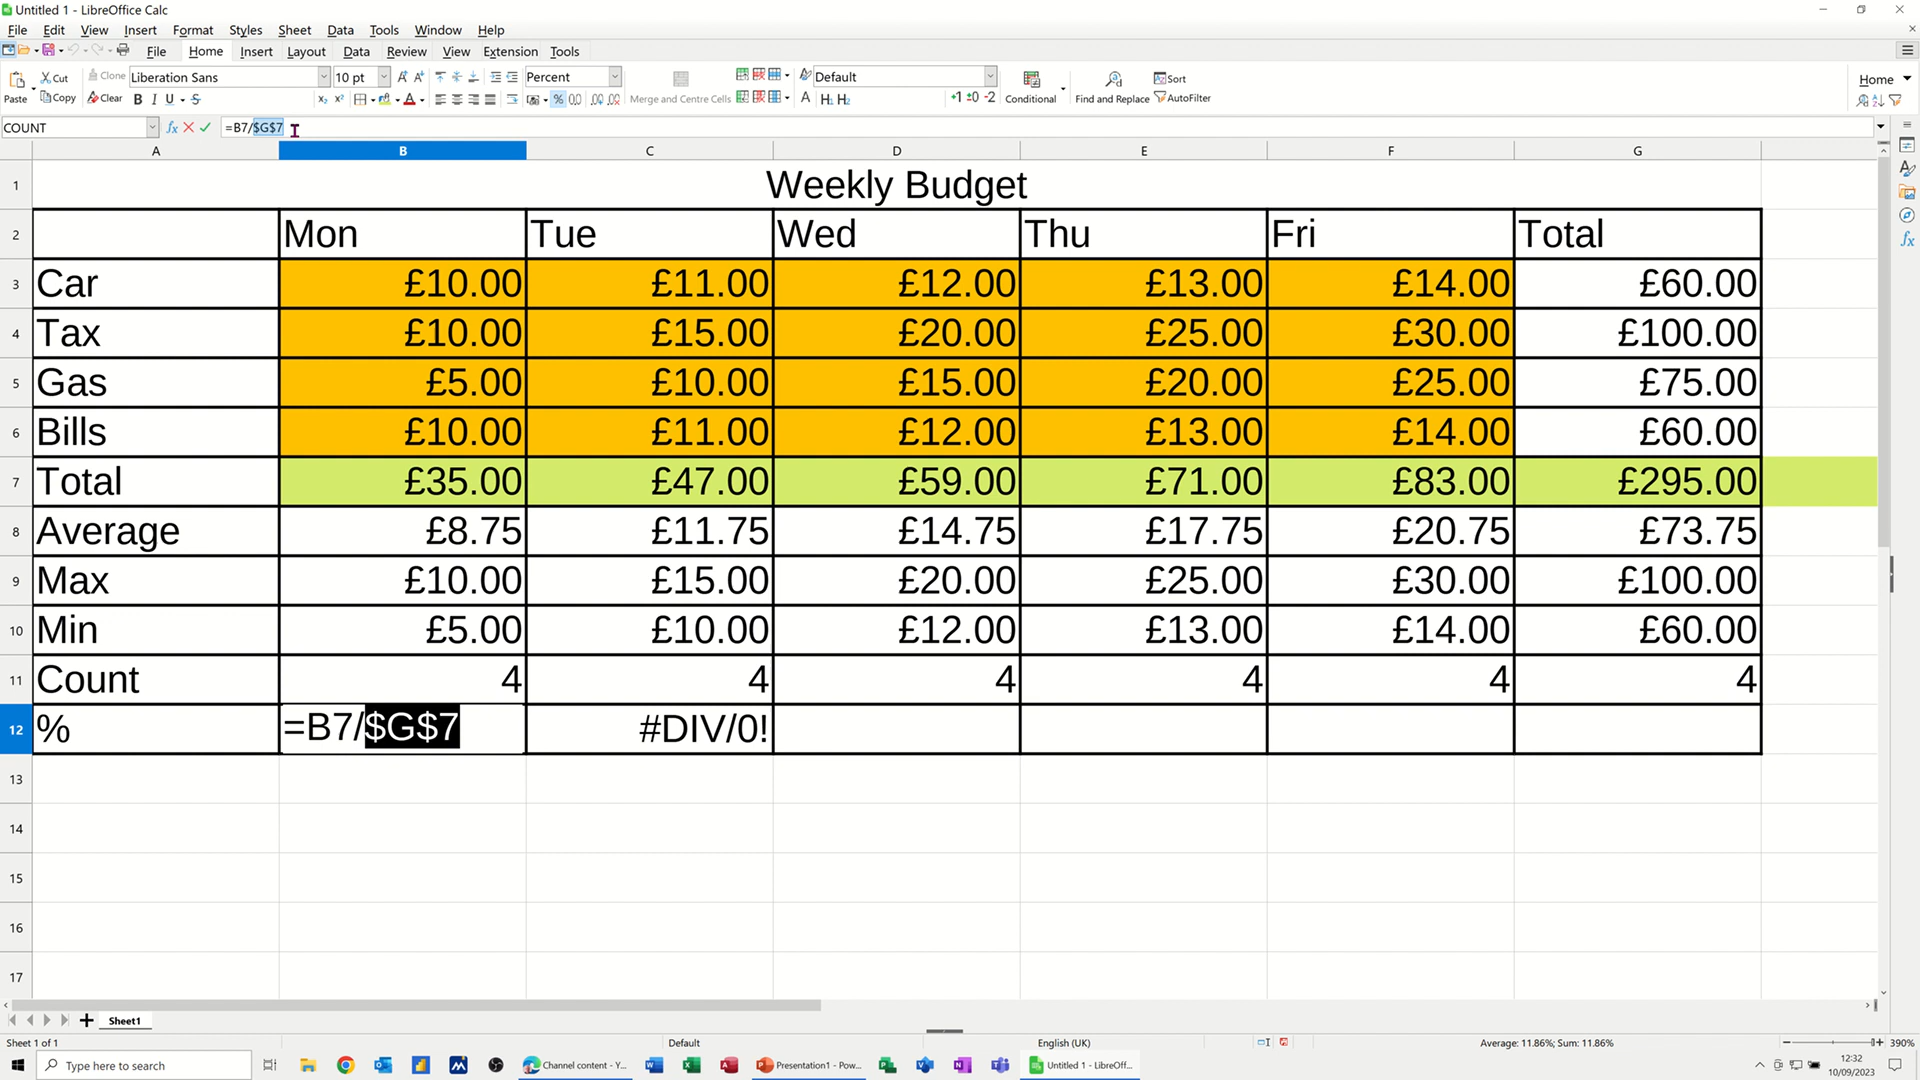 Untitled 1 - LibreOffice Calc
File Edit View Insert Format Styles Sheet Data Tools Window Help
File Home Insert Layout Data Review View Extension Tools
Cut Clone Liberation Sans 10 pt Percent Default Sort Home
Paste Copy Clear B I U S Merge and Centre Cells A H1 H2 +1 ±0 -2 Conditional Find and Replace AutoFilter
COUNT =B7/$G$7
A B C D E F G
1 Weekly Budget
2 Mon Tue Wed Thu Fri Total
3 Car £10.00 £11.00 £12.00 £13.00 £14.00 £60.00
4 Tax £10.00 £15.00 £20.00 £25.00 £30.00 £100.00
5 Gas £5.00 £10.00 £15.00 £20.00 £25.00 £75.00
6 Bills £10.00 £11.00 £12.00 £13.00 £14.00 £60.00
7 Total £35.00 £47.00 £59.00 £71.00 £83.00 £295.00
8 Average £8.75 £11.75 £14.75 £17.75 £20.75 £73.75
9 Max £10.00 £15.00 £20.00 £25.00 £30.00 £100.00
10 Min £5.00 £10.00 £12.00 £13.00 £14.00 £60.00
11 Count 4 4 4 4 4 4
12 % =B7/$G$7 #DIV/0!
13
14
15
16
17
Sheet1
Sheet 1 of 1 Default English (UK) Average: 11.86%; Sum: 11.86% 390%
Type here to search Channel content - Y... Presentation1 - Pow... Untitled 1 - LibreOff... 12:32
10/09/2023